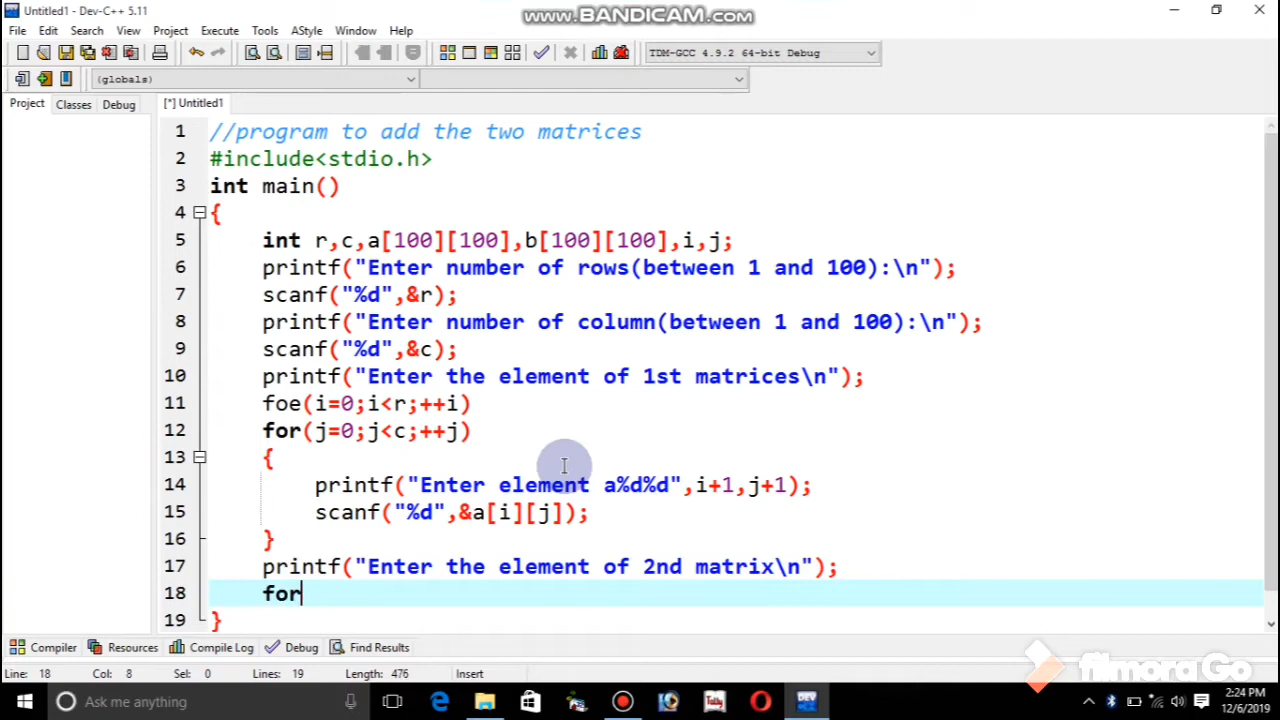 Untitled1 - Dev-C++ 5.11
www.BANDICAM.com
File Edit Search View Project Execute Tools AStyle Window Help
TDM-GCC 4.9.2 64-bit Debug
(globals)
Project Classes Debug [*] Untitled1
1 //program to add the two matrices
2 #include<stdio.h>
3 int main()
4 {
5 int r,c,a[100][100],b[100][100],i,j;
6 printf("Enter number of rows(between 1 and 100):\n");
7 scanf("%d",&r);
8 printf("Enter number of column(between 1 and 100):\n");
9 scanf("%d",&c);
10 printf("Enter the element of 1st matrices\n");
11 foe(i=0;i<r;++i)
12 for(j=0;j<c;++j)
13 {
14 printf("Enter element a%d%d",i+1,j+1);
15 scanf("%d",&a[i][j]);
16 }
17 printf("Enter the element of 2nd matrix\n");
18 for
19 }
Compiler Resources Compile Log Debug Find Results
Line: 18 Col: 8 Sel: 0 Lines: 19 Length: 476 Insert
filmoraGo
Ask me anything
DEV
2:24 PM
12/6/2019